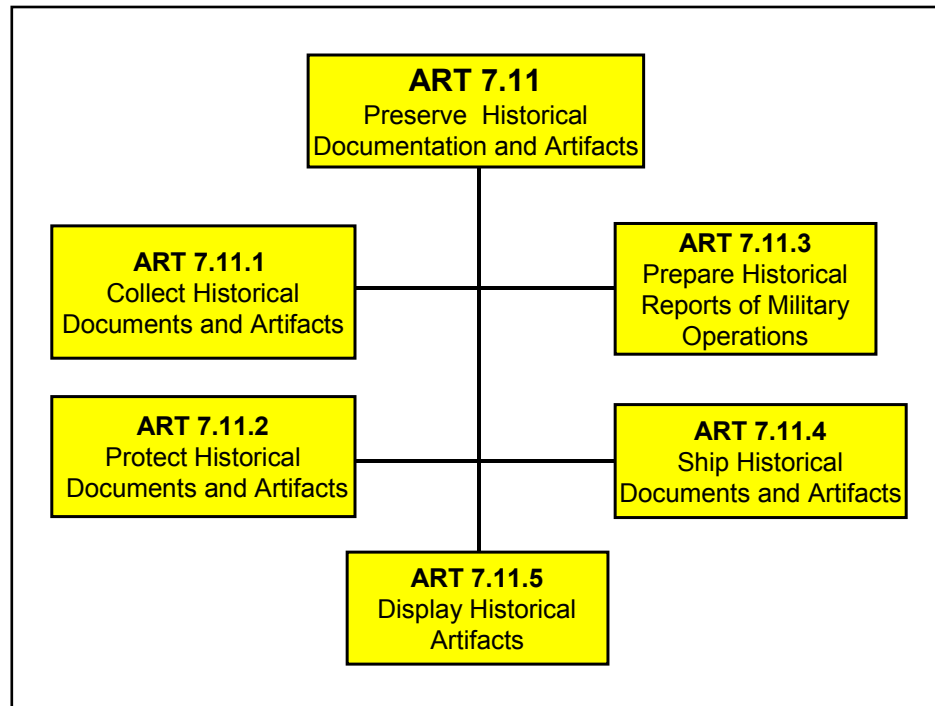 ART 7.11
Preserve Historical
Documentation and Artifacts
ART 7.11.1
Collect Historical
Documents and Artifacts
ART 7.11.2
Protect Historical
Documents and Artifacts
ART 7.11.3
Prepare Historical
Reports of Military
Operations
ART 7.11.4
Ship Historical
Documents and Artifacts
ART 7.11.5
Display Historical
Artifacts